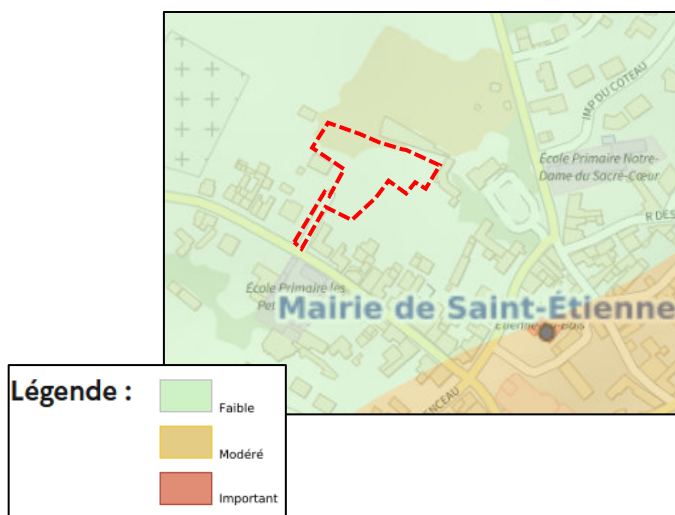 IMP DU COTEAU
École Primaire Notre-
Dame du Sacré-Cœur
R DES
École Primaire les
Pet
Mairie de Saint-Étienne
ENCEAU
Légende :
Faible
Modéré
Important